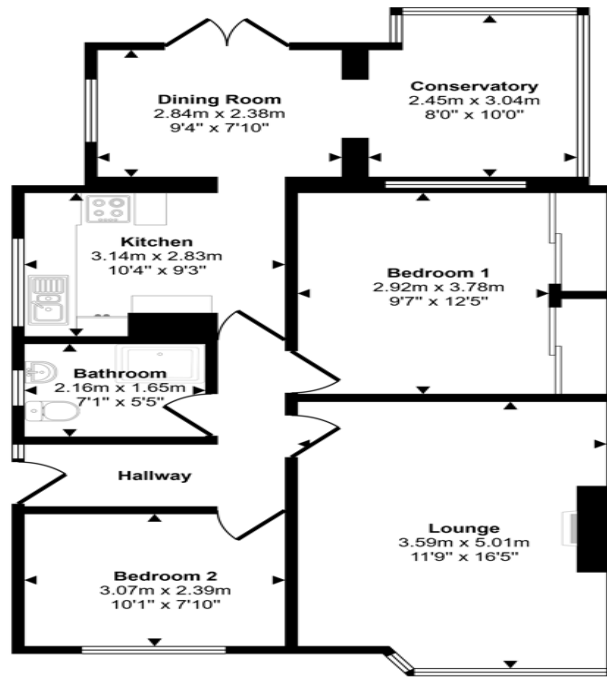 Dining Room
2.84m x 2.38m
9'4" x 7'10"
Conservatory
2.45m x 3.04m
8'0" x 10'0"
Kitchen
3.14m x 2.83m
10'4" x 9'3"
Bedroom 1
2.92m x 3.78m
9'7" x 12'5"
Bathroom
2.16m x 1.65m
7'1" x 5'5"
Hallway
Lounge
3.59m x 5.01m
11'9" x 16'5"
Bedroom 2
3.07m x 2.39m
10'1" x 7'10"